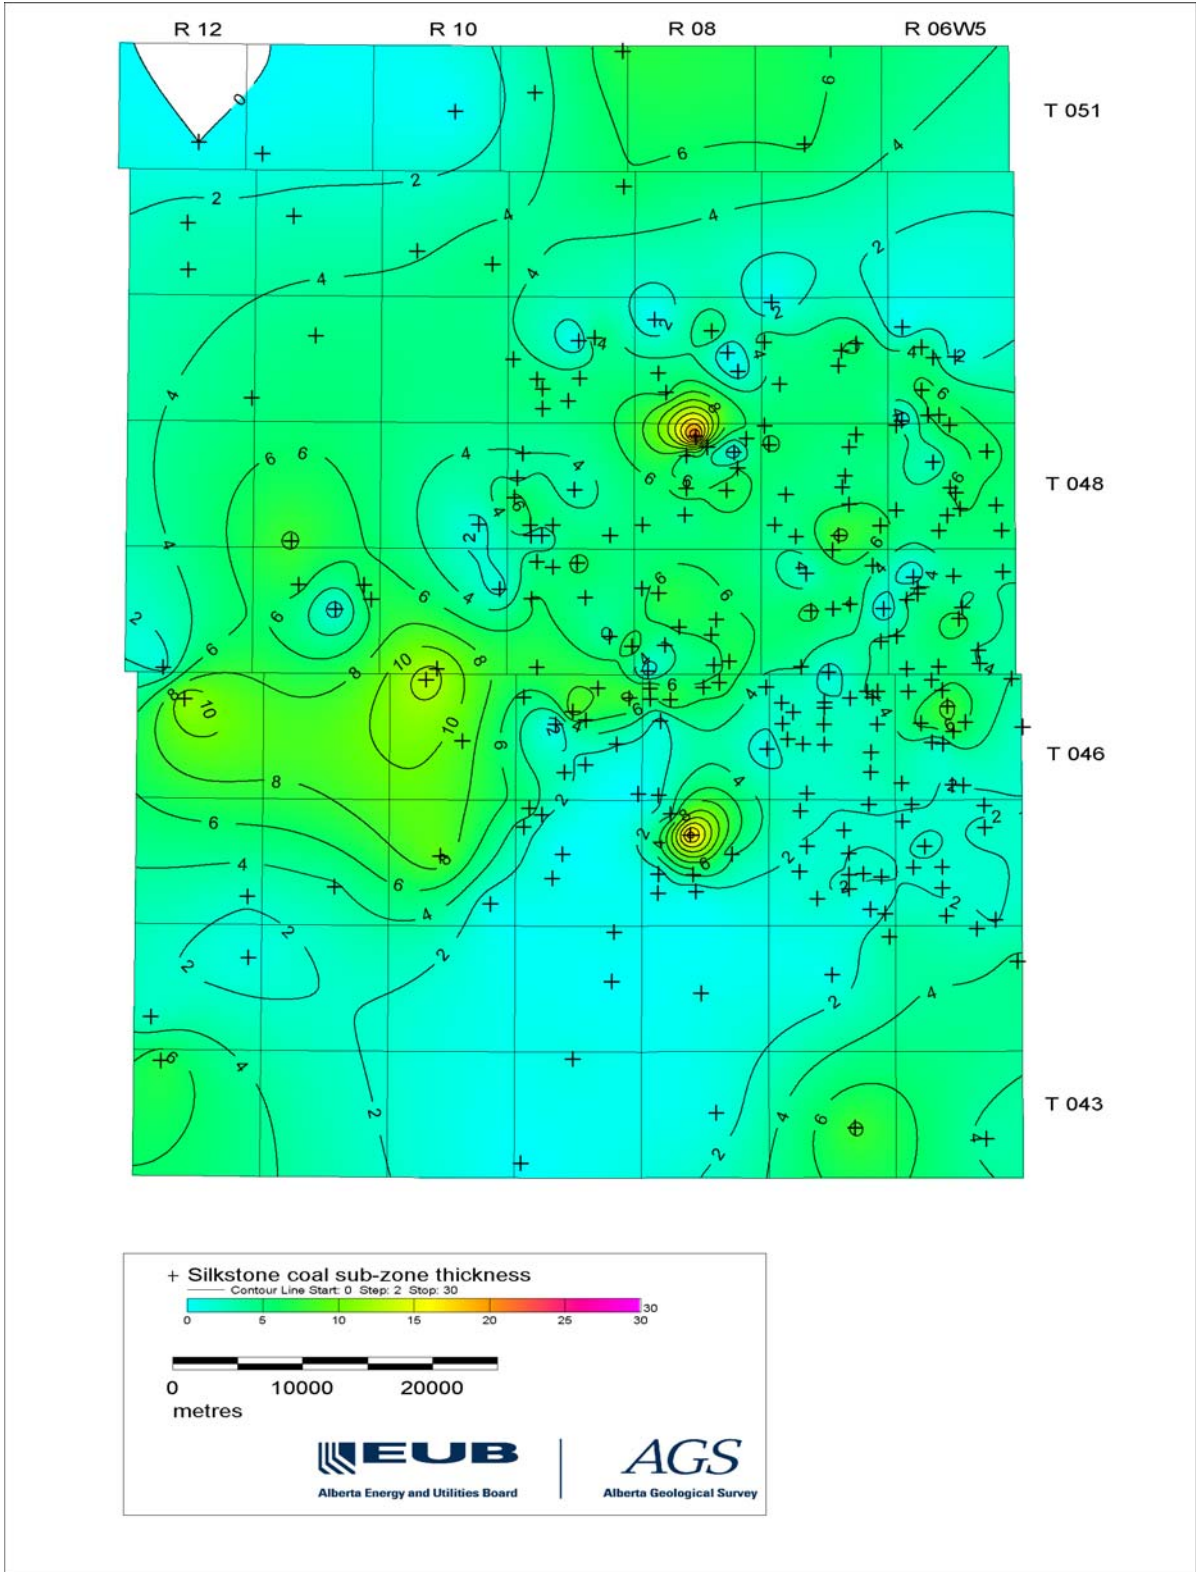 R 12 R 10 R 08 R 06W5
T 051
T 048
T 046
T 043
+ Silkstone coal sub-zone thickness
Contour Line Start: 0 Step: 2 Stop: 30
30
0 5 10 15 20 25 30
0 10000 20000
metres
EUB AGS
Alberta Energy and Utilities Board Alberta Geological Survey